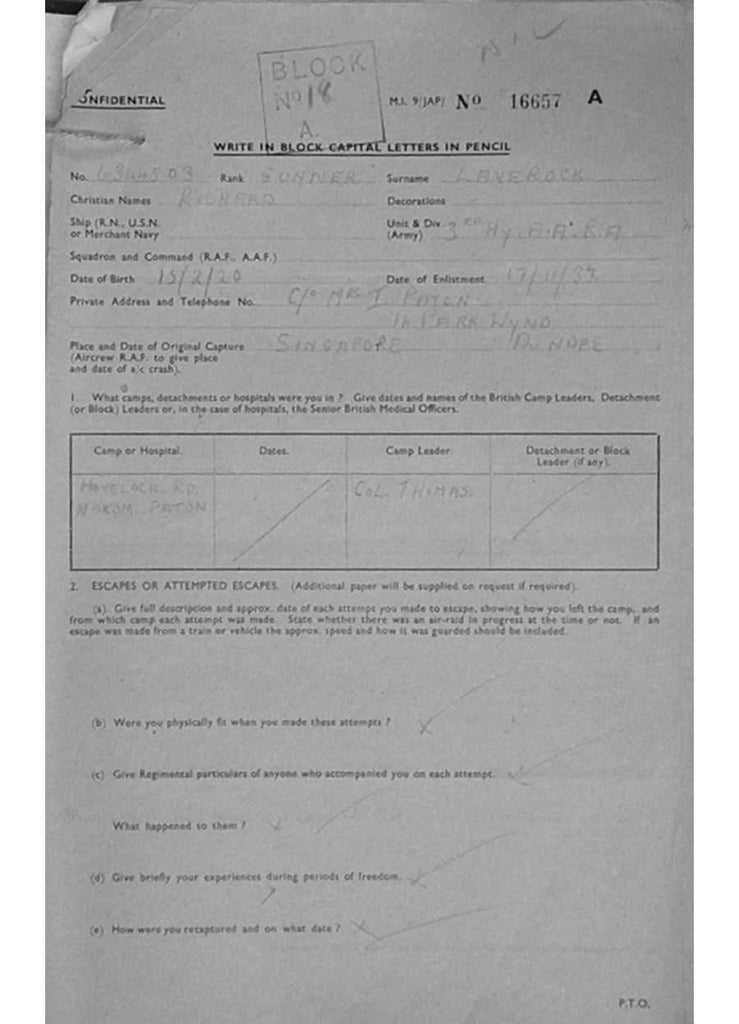 NIL
BLOCK
No 18
A.
ONFIDENTIAL
M.I. 9/JAP/ No 16657 A
WRITE IN BLOCK CAPITAL LETTERS IN PENCIL
No. 6344503 Rank GUNNER Surname LAVEROCK
Christian Names RICHARD Decorations -
Ship (R.N., U.S.N. or Merchant Navy Unit & Div. (Army) 3RD Hy. A.A. R.A
Squadron and Command (R.A.F., A.A.F.)
Date of Birth 15/2/20 Date of Enlistment 17/11/37
Private Address and Telephone No. C/o MRS I. PATON
16 PARK WYND
DUNDEE
Place and Date of Original Capture SINGAPORE
(Aircrew R.A.F. to give place
and date of a/c crash).
1. What camps, detachments or hospitals were you in ? Give dates and names of the British Camp Leaders, Detachment
(or Block) Leaders or, in the case of hospitals, the Senior British Medical Officers.
Camp or Hospital. Dates. Camp Leader. Detachment or Block
Leader (if any).
HAVELOCK RD. COL. THOMAS.
NAKOM PATON
2. ESCAPES OR ATTEMPTED ESCAPES. (Additional paper will be supplied on request if required).
(a) Give full description and approx. date of each attempt you made to escape, showing how you left the camp, and
from which camp each attempt was made. State whether there was an air-raid in progress at the time or not. If an
escape was made from a train or vehicle the approx. speed and how it was guarded should be included.
(b) Were you physically fit when you made these attempts ?
(c) Give Regimental particulars of anyone who accompanied you on each attempt.
What happened to them ?
(d) Give briefly your experiences during periods of freedom.
(e) How were you recaptured and on what date ?
P.T.O.